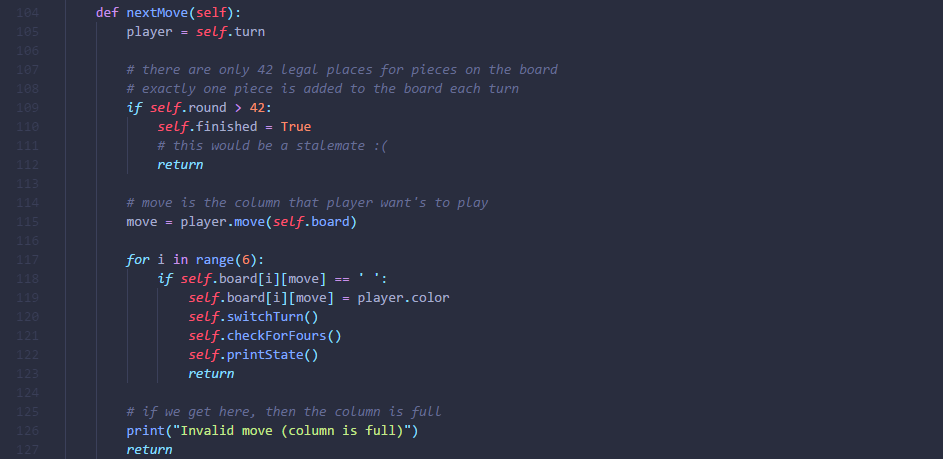 104 def nextMove(self):
105 player = self.turn
106
107 # there are only 42 legal places for pieces on the board
108 # exactly one piece is added to the board each turn
109 if self.round > 42:
110 self.finished = True
111 # this would be a stalemate :(
112 return
113
114 # move is the column that player want's to play
115 move = player.move(self.board)
116
117 for i in range(6):
118 if self.board[i][move] == ' ':
119 self.board[i][move] = player.color
120 self.switchTurn()
121 self.checkForFours()
122 self.printState()
123 return
124
125 # if we get here, then the column is full
126 print("Invalid move (column is full)")
127 return